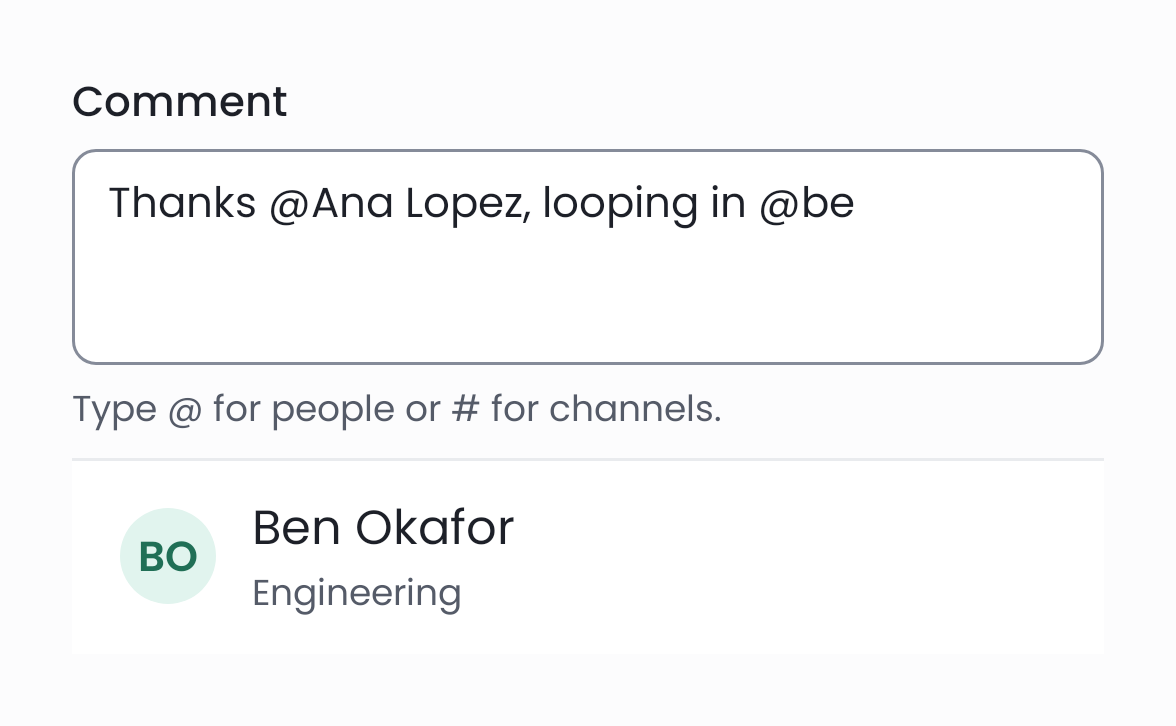 Comment
Thanks @Ana Lopez, looping in @be
Type @ for people or # for channels.
BO
Ben Okafor
Engineering